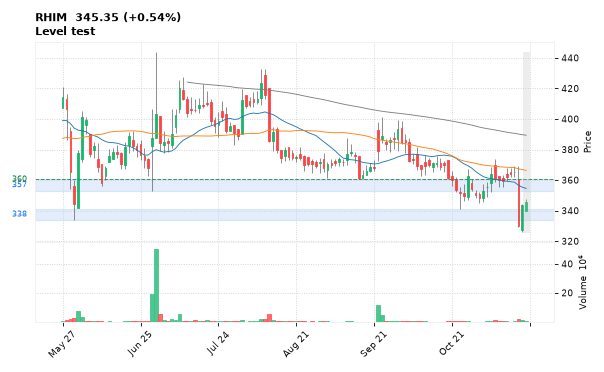 RHIM 345.35 (+0.54%)
Level test
440
420
400
380
360
340
320
Price
360
357
338
40
20
Volume 10⁴
May 27
Jun 25
Jul 24
Aug 21
Sep 21
Oct 21